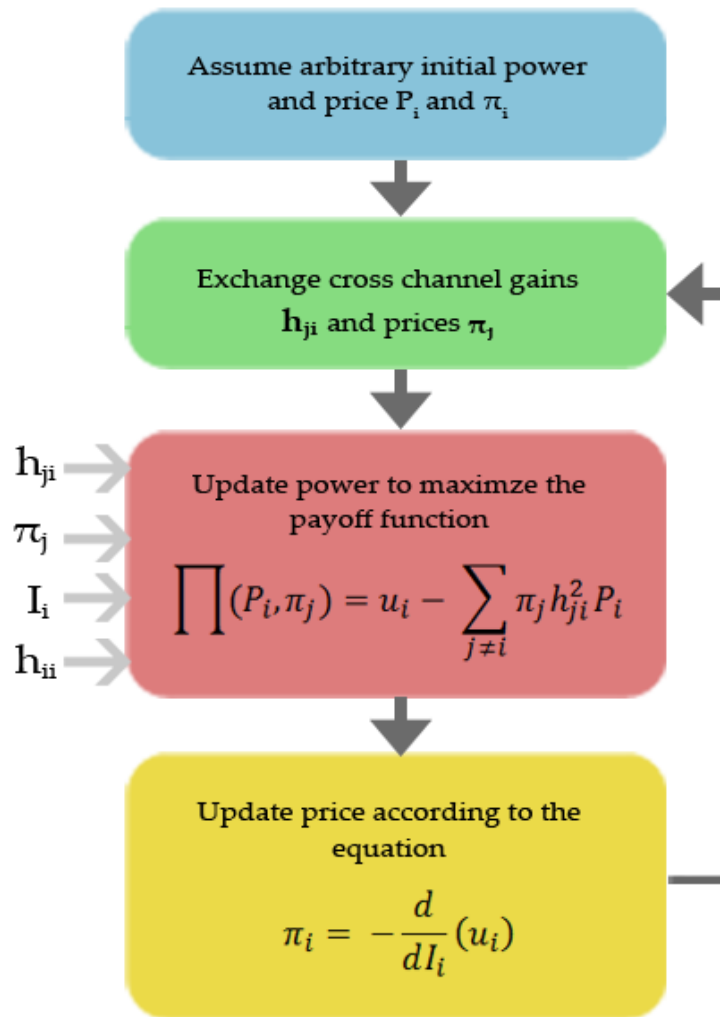 Assume arbitrary initial power
and price Pᵢ and πᵢ
Exchange cross channel gains
hⱼᵢ and prices πⱼ
hⱼᵢ
πⱼ
Iᵢ
hᵢᵢ
Update power to maximze the
payoff function
∏(Pᵢ, πⱼ) = uᵢ − ∑_{j≠i} πⱼ h²ⱼᵢ Pᵢ
Update price according to the
equation
πᵢ = − d/dIᵢ (uᵢ)